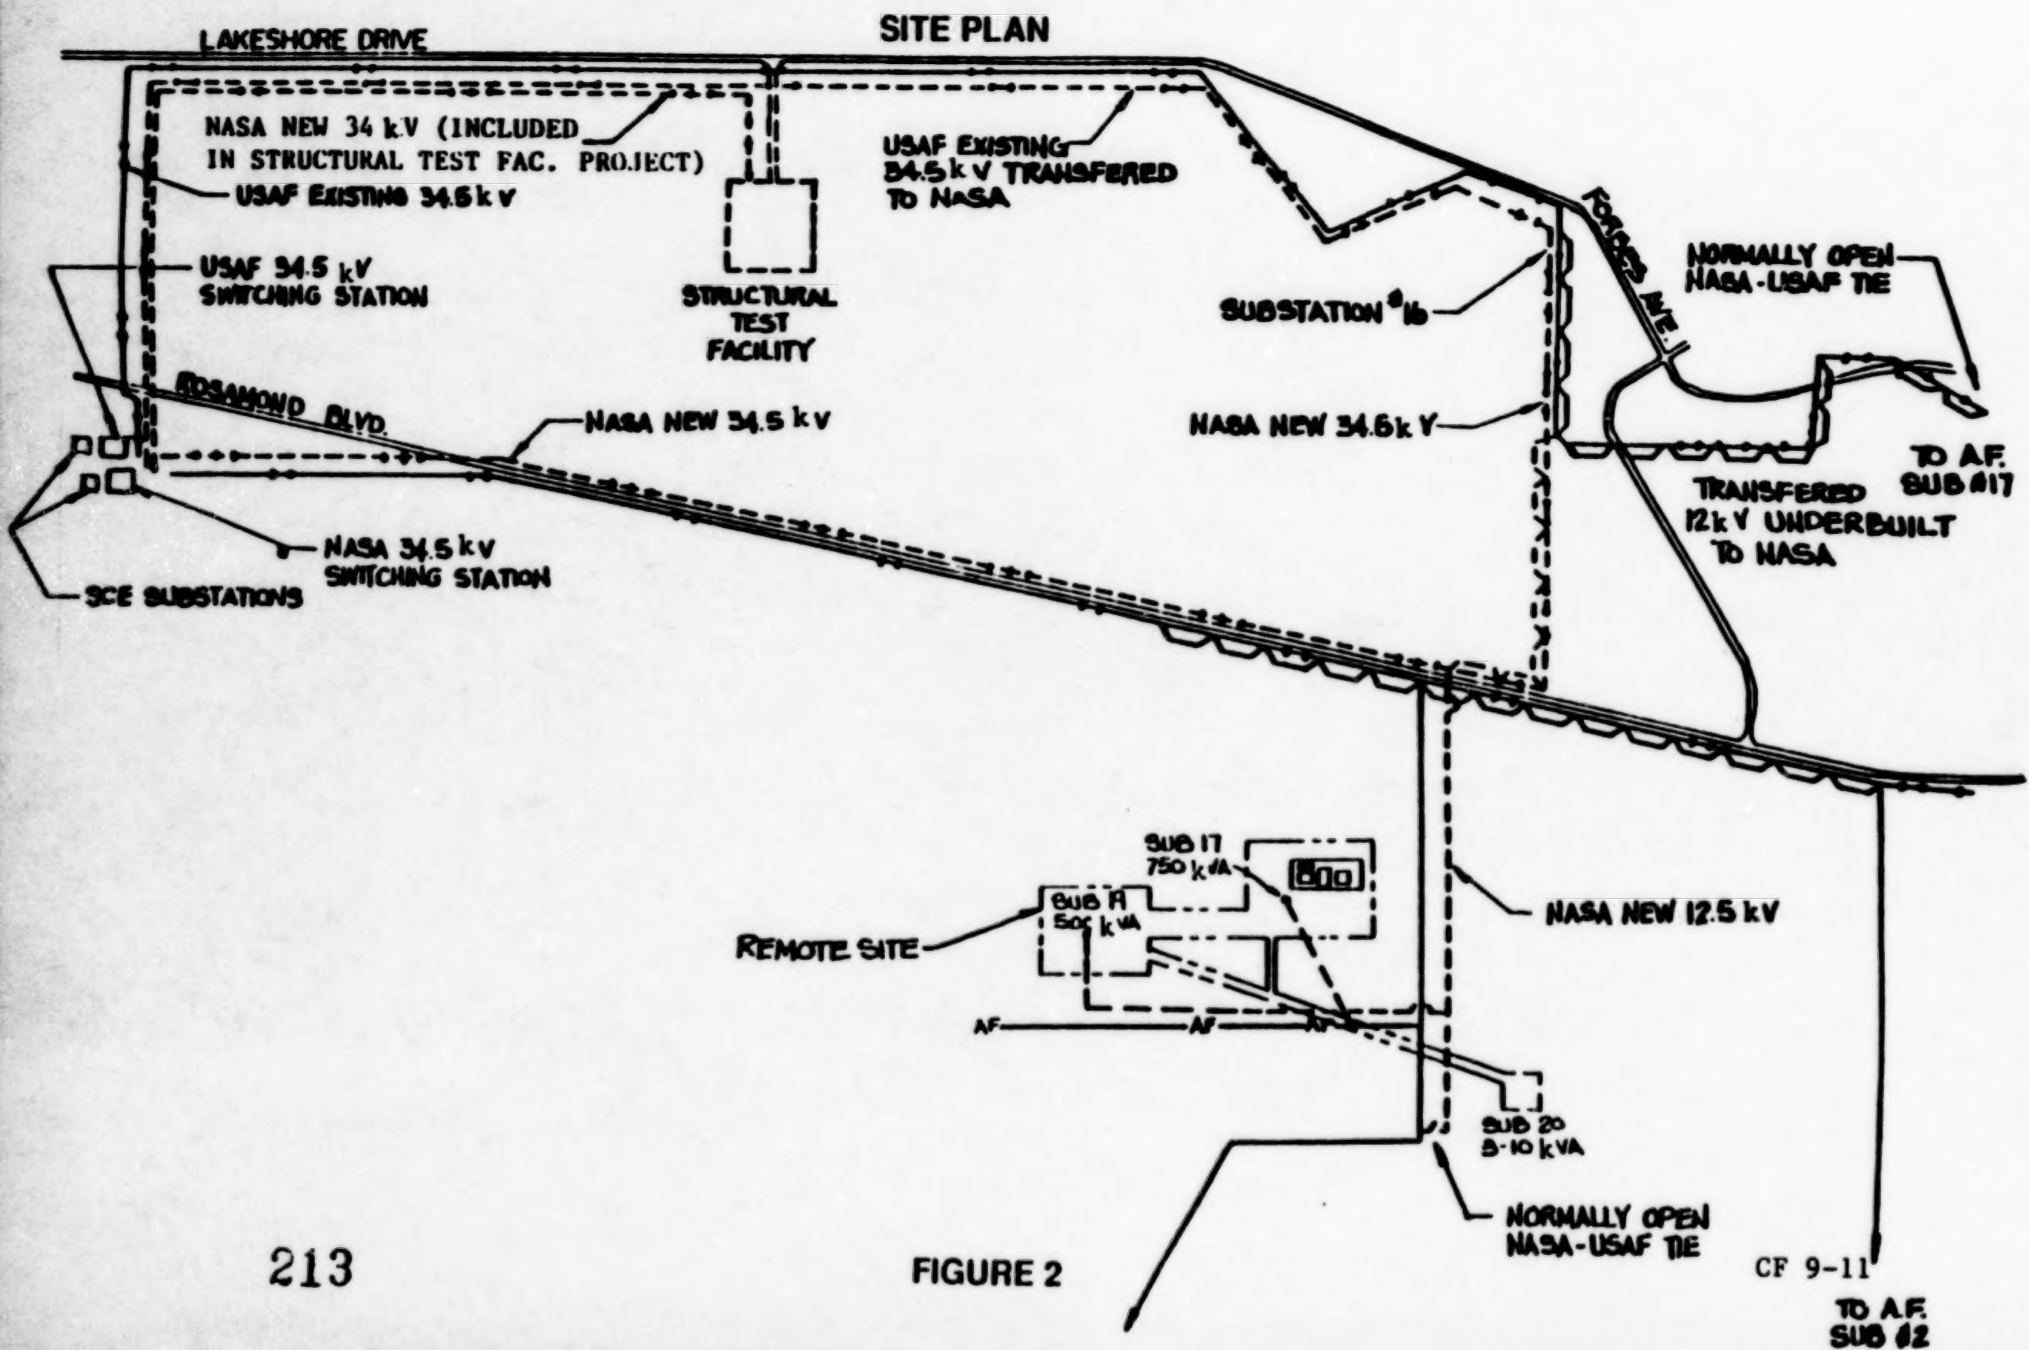 SITE PLAN
LAKESHORE DRIVE
NASA NEW 34 kV (INCLUDED
IN STRUCTURAL TEST FAC. PROJECT)
USAF EXISTING 34.5 kV
USAF EXISTING
34.5 kV TRANSFERED
TO NASA
FORBES AVE.
NORMALLY OPEN
NASA-USAF TIE
USAF 34.5 kV
SWITCHING STATION
STRUCTURAL
TEST
FACILITY
SUBSTATION #16
ROSAMOND BLVD.
NASA NEW 34.5 kV
NASA NEW 34.5 kV
TO A.F.
SUB #17
TRANSFERED
12 kV UNDERBUILT
TO NASA
NASA 34.5 kV
SWITCHING STATION
SCE SUBSTATIONS
SUB 17
750 kVA
SUB 19
kVA
NASA NEW 12.5 kV
REMOTE SITE
AF AF AF
SUB 20
3-10 kVA
NORMALLY OPEN
NASA-USAF TIE
213
FIGURE 2
CF 9-11
TO A.F.
SUB #2